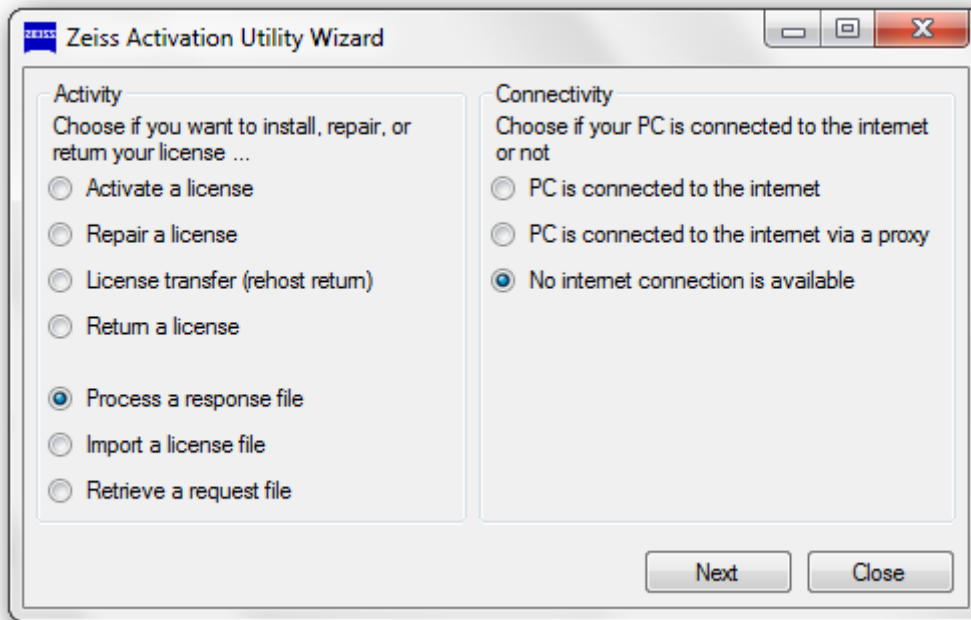 ZEISS Zeiss Activation Utility Wizard
Activity
Choose if you want to install, repair, or
return your license ...
Activate a license
Repair a license
License transfer (rehost return)
Return a license
Process a response file
Import a license file
Retrieve a request file
Connectivity
Choose if your PC is connected to the internet
or not
PC is connected to the internet
PC is connected to the internet via a proxy
No internet connection is available
Next Close